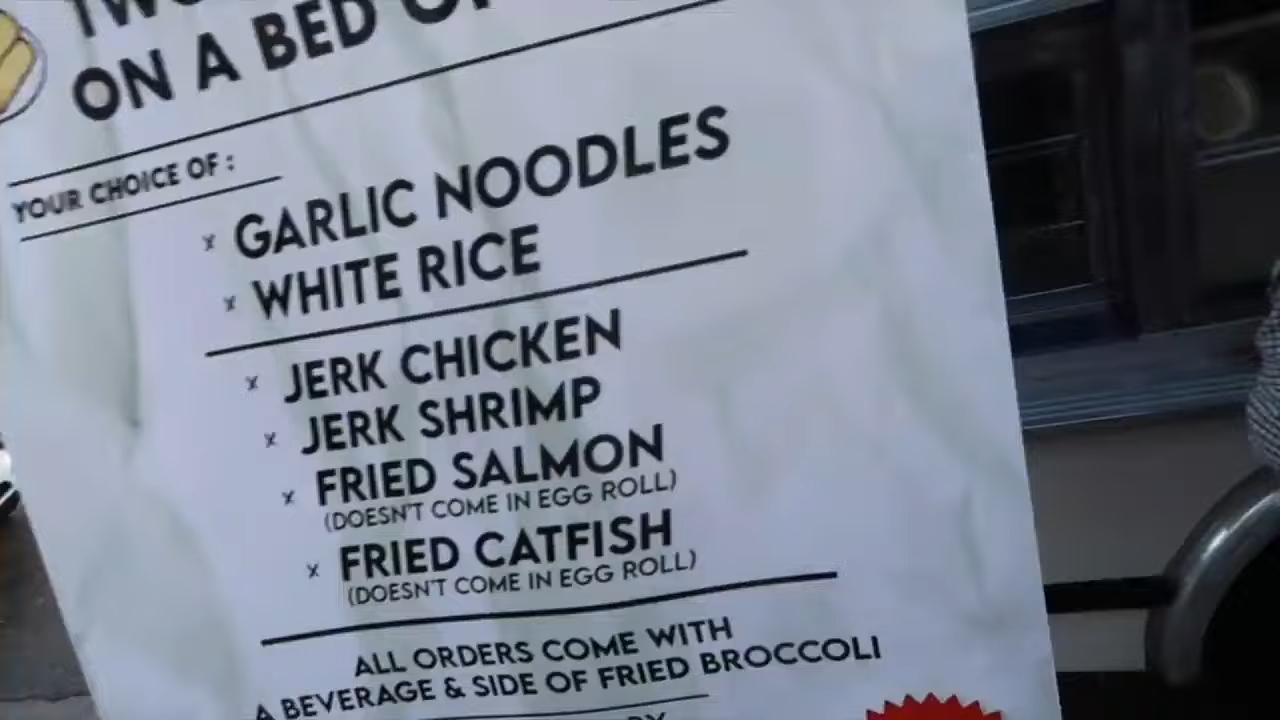 ON A BED
YOUR CHOICE OF:
x GARLIC NOODLES
x WHITE RICE
x JERK CHICKEN
x JERK SHRIMP
x FRIED SALMON
(DOESN'T COME IN EGG ROLL)
x FRIED CATFISH
(DOESN'T COME IN EGG ROLL)
ALL ORDERS COME WITH
A BEVERAGE & SIDE OF FRIED BROCCOLI